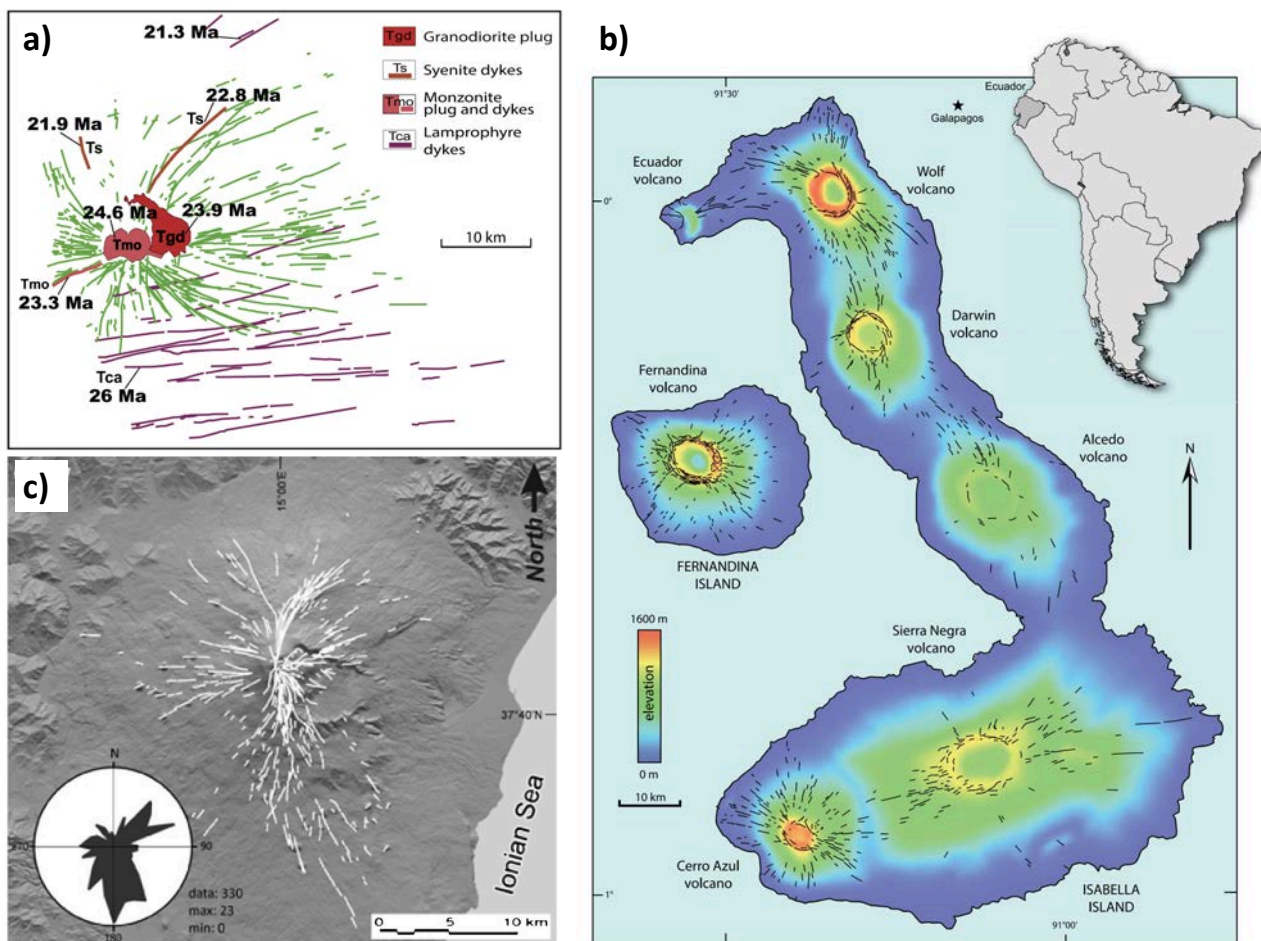 a)
21.3 Ma
22.8 Ma
Ts
21.9 Ma
Ts
24.6 Ma
23.9 Ma
Tmo
Tgd
Tmo
23.3 Ma
Tca
26 Ma
10 km
Tgd Granodiorite plug
Ts Syenite dykes
Tmo Monzonite
plug and dykes
Tca Lamprophyre
dykes
b)
91°30'
Ecuador
Galapagos
Ecuador
volcano
Wolf
volcano
0°
Darwin
volcano
Fernandina
volcano
Alcedo
volcano
N
FERNANDINA
ISLAND
Sierra Negra
volcano
1600 m
elevation
0 m
10 km
Cerro Azul
volcano
ISABELLA
ISLAND
1°
91°00'
c)
15°00'E
North
37°40'N
Ionian Sea
N
270
90
180
data: 330
max: 23
min: 0
0 5 10 km